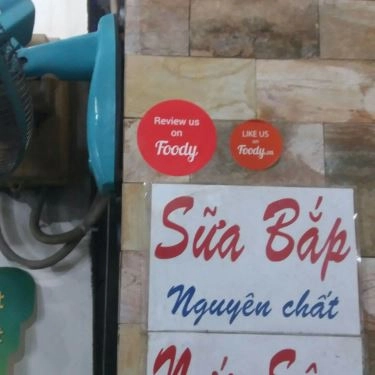 Review us
on
Foody
LIKE US
on
Foody.vn
Sữa Bắp
Nguyên chất